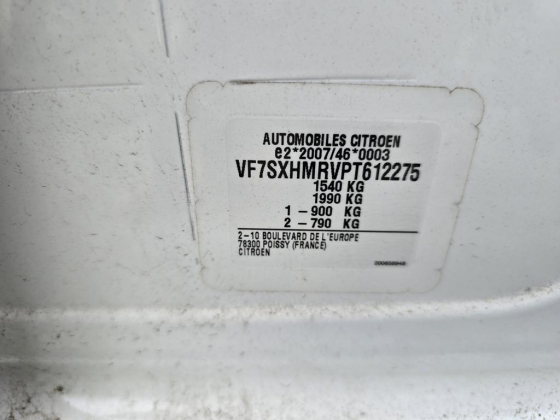 AUTOMOBILES CITROEN
e2*2007/46*0003
VF7SXHMRVPT612275
1540 KG
1990 KG
1 - 900 KG
2 - 790 KG
2-10 BOULEVARD DE L'EUROPE
78300 POISSY (FRANCE)
CITROEN